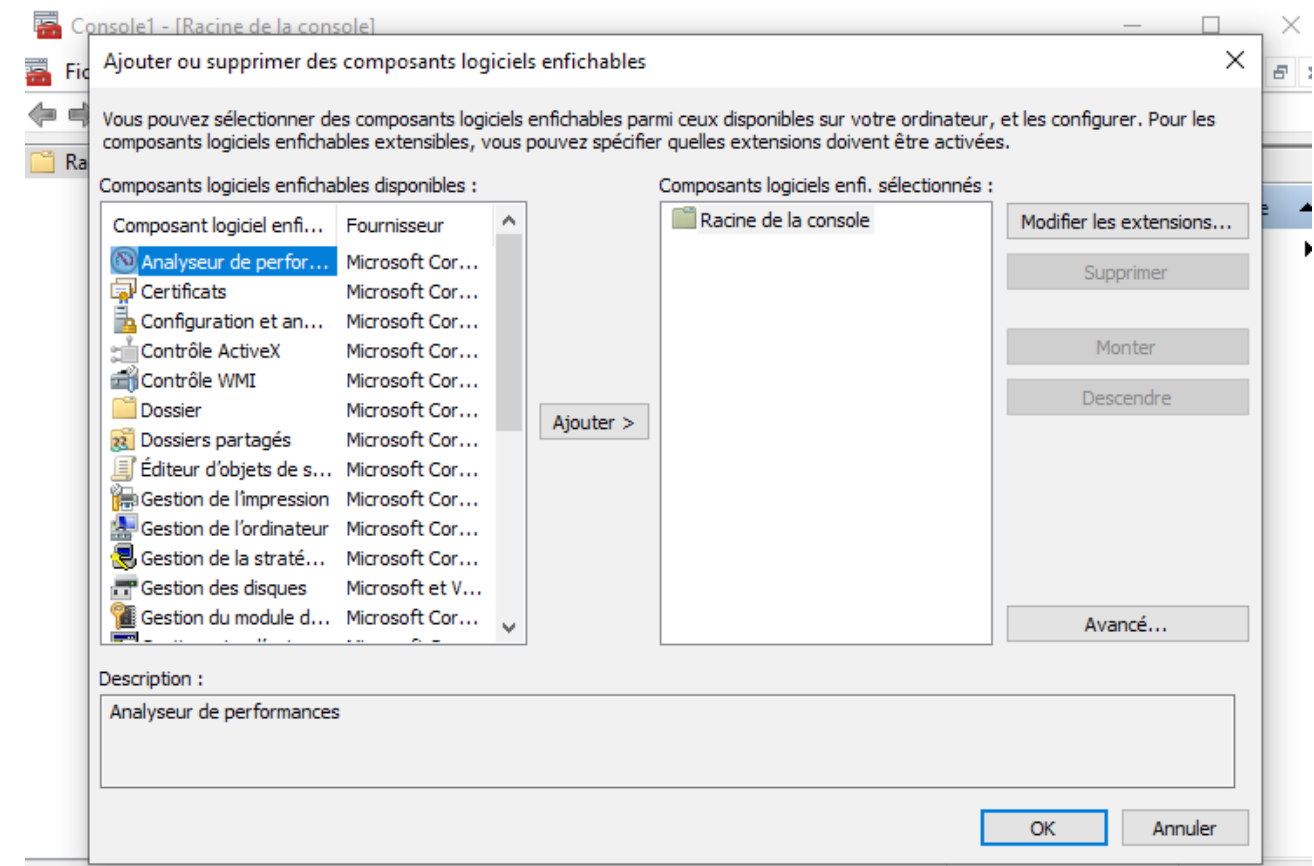 Console1 - [Racine de la console]
Ajouter ou supprimer des composants logiciels enfichables
Fic
Vous pouvez sélectionner des composants logiciels enfichables parmi ceux disponibles sur votre ordinateur, et les configurer. Pour les
composants logiciels enfichables extensibles, vous pouvez spécifier quelles extensions doivent être activées.
Ra
Composants logiciels enfichables disponibles :
Composant logiciel enfi... Fournisseur
Analyseur de perfor... Microsoft Cor...
Certificats Microsoft Cor...
Configuration et an... Microsoft Cor...
Contrôle ActiveX Microsoft Cor...
Contrôle WMI Microsoft Cor...
Dossier Microsoft Cor...
Dossiers partagés Microsoft Cor...
Éditeur d'objets de s... Microsoft Cor...
Gestion de l'impression Microsoft Cor...
Gestion de l'ordinateur Microsoft Cor...
Gestion de la straté... Microsoft Cor...
Gestion des disques Microsoft et V...
Gestion du module d... Microsoft Cor...
Ajouter >
Composants logiciels enfi. sélectionnés :
Racine de la console
Modifier les extensions...
Supprimer
Monter
Descendre
Avancé...
Description :
Analyseur de performances
OK Annuler